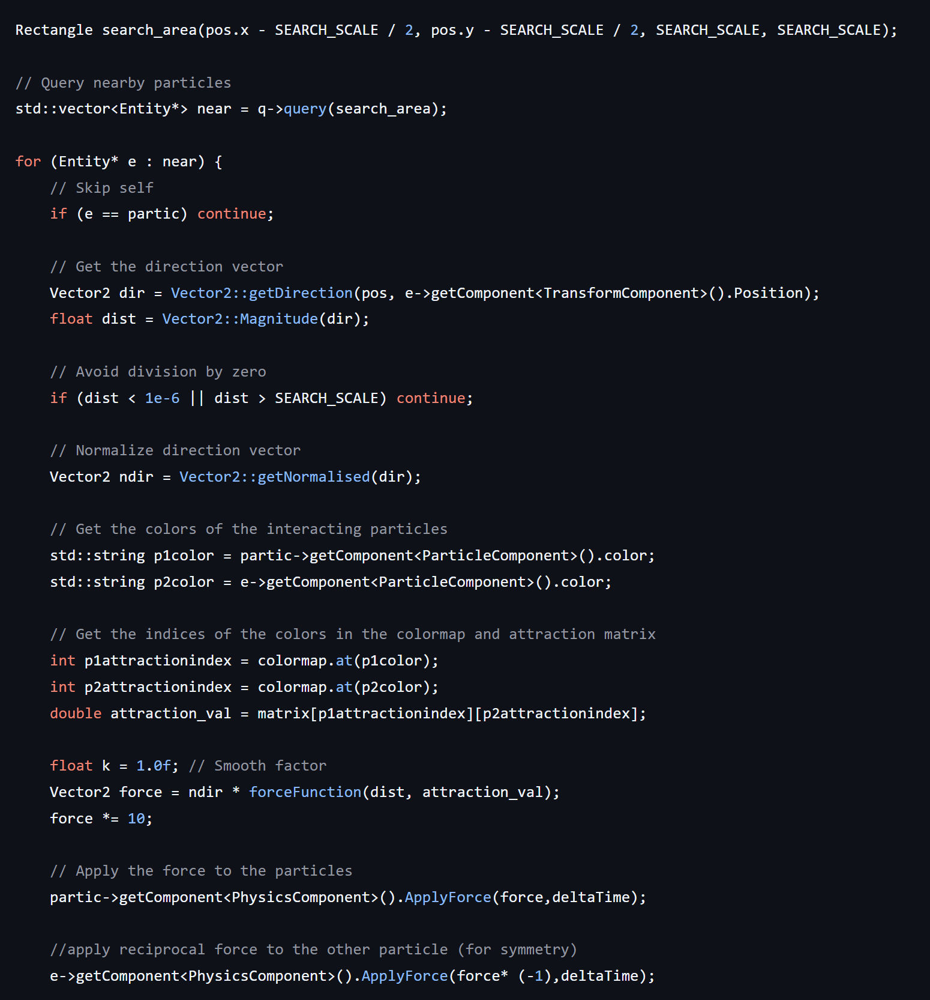 Rectangle search_area(pos.x - SEARCH_SCALE / 2, pos.y - SEARCH_SCALE / 2, SEARCH_SCALE, SEARCH_SCALE);

// Query nearby particles
std::vector<Entity*> near = q->query(search_area);

for (Entity* e : near) {
    // Skip self
    if (e == partic) continue;

    // Get the direction vector
    Vector2 dir = Vector2::getDirection(pos, e->getComponent<TransformComponent>().Position);
    float dist = Vector2::Magnitude(dir);

    // Avoid division by zero
    if (dist < 1e-6 || dist > SEARCH_SCALE) continue;

    // Normalize direction vector
    Vector2 ndir = Vector2::getNormalised(dir);

    // Get the colors of the interacting particles
    std::string p1color = partic->getComponent<ParticleComponent>().color;
    std::string p2color = e->getComponent<ParticleComponent>().color;

    // Get the indices of the colors in the colormap and attraction matrix
    int p1attractionindex = colormap.at(p1color);
    int p2attractionindex = colormap.at(p2color);
    double attraction_val = matrix[p1attractionindex][p2attractionindex];

    float k = 1.0f; // Smooth factor
    Vector2 force = ndir * forceFunction(dist, attraction_val);
    force *= 10;

    // Apply the force to the particles
    partic->getComponent<PhysicsComponent>().ApplyForce(force,deltaTime);

    //apply reciprocal force to the other particle (for symmetry)
    e->getComponent<PhysicsComponent>().ApplyForce(force* (-1),deltaTime);